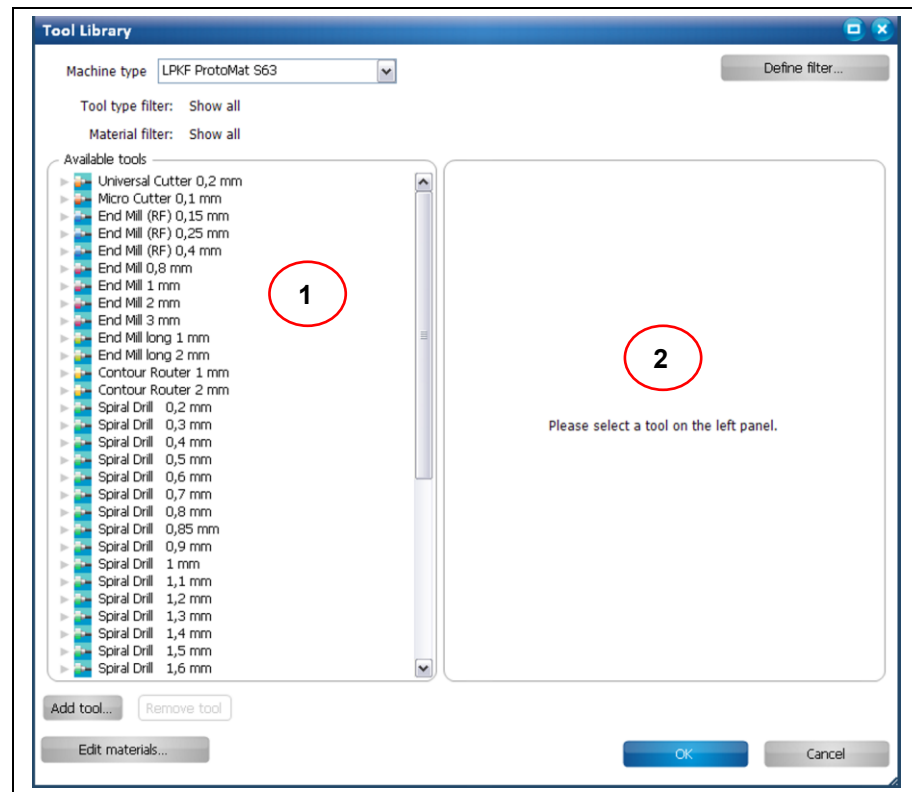 Tool Library
Machine type LPKF ProtoMat S63 Define filter...
Tool type filter: Show all
Material filter: Show all
Available tools
Universal Cutter 0,2 mm
Micro Cutter 0,1 mm
End Mill (RF) 0,15 mm
End Mill (RF) 0,25 mm
End Mill (RF) 0,4 mm
End Mill 0,8 mm
End Mill 1 mm
End Mill 2 mm
End Mill 3 mm
End Mill long 1 mm
End Mill long 2 mm
Contour Router 1 mm
Contour Router 2 mm
Spiral Drill 0,2 mm
Spiral Drill 0,3 mm
Spiral Drill 0,4 mm
Spiral Drill 0,5 mm
Spiral Drill 0,6 mm
Spiral Drill 0,7 mm
Spiral Drill 0,8 mm
Spiral Drill 0,85 mm
Spiral Drill 0,9 mm
Spiral Drill 1 mm
Spiral Drill 1,1 mm
Spiral Drill 1,2 mm
Spiral Drill 1,3 mm
Spiral Drill 1,4 mm
Spiral Drill 1,5 mm
Spiral Drill 1,6 mm
1
2
Please select a tool on the left panel.
Add tool... Remove tool
Edit materials... OK Cancel